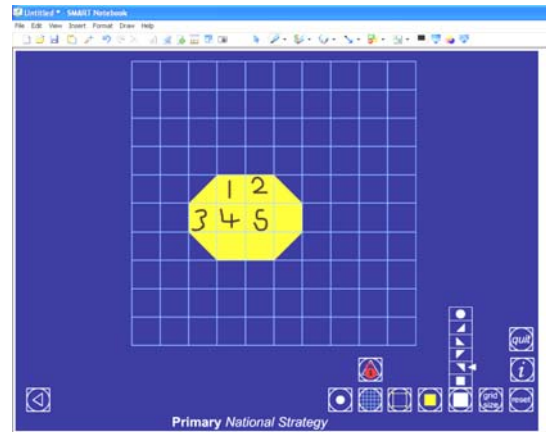 Untitled * - SMART Notebook
File Edit View Insert Format Draw Help
1 2
3 4 5
quit
i
grid size
reset
Primary National Strategy